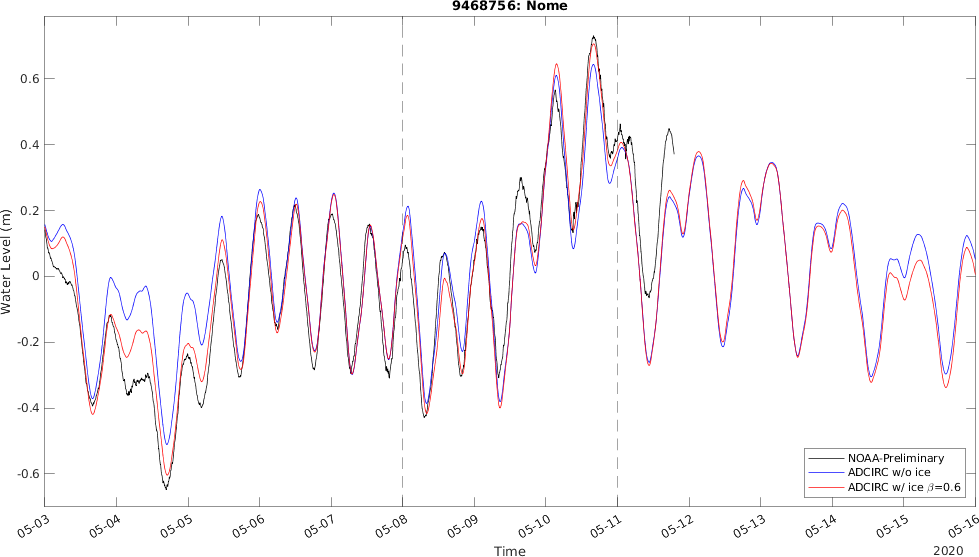 9468756: Nome
Water Level (m)
0.6
0.4
0.2
0
-0.2
-0.4
-0.6
NOAA-Preliminary
ADCIRC w/o ice
ADCIRC w/ ice β=0.6
05-03 05-04 05-05 05-06 05-07 05-08 05-09 05-10 05-11 05-12 05-13 05-14 05-15 05-16
Time
2020